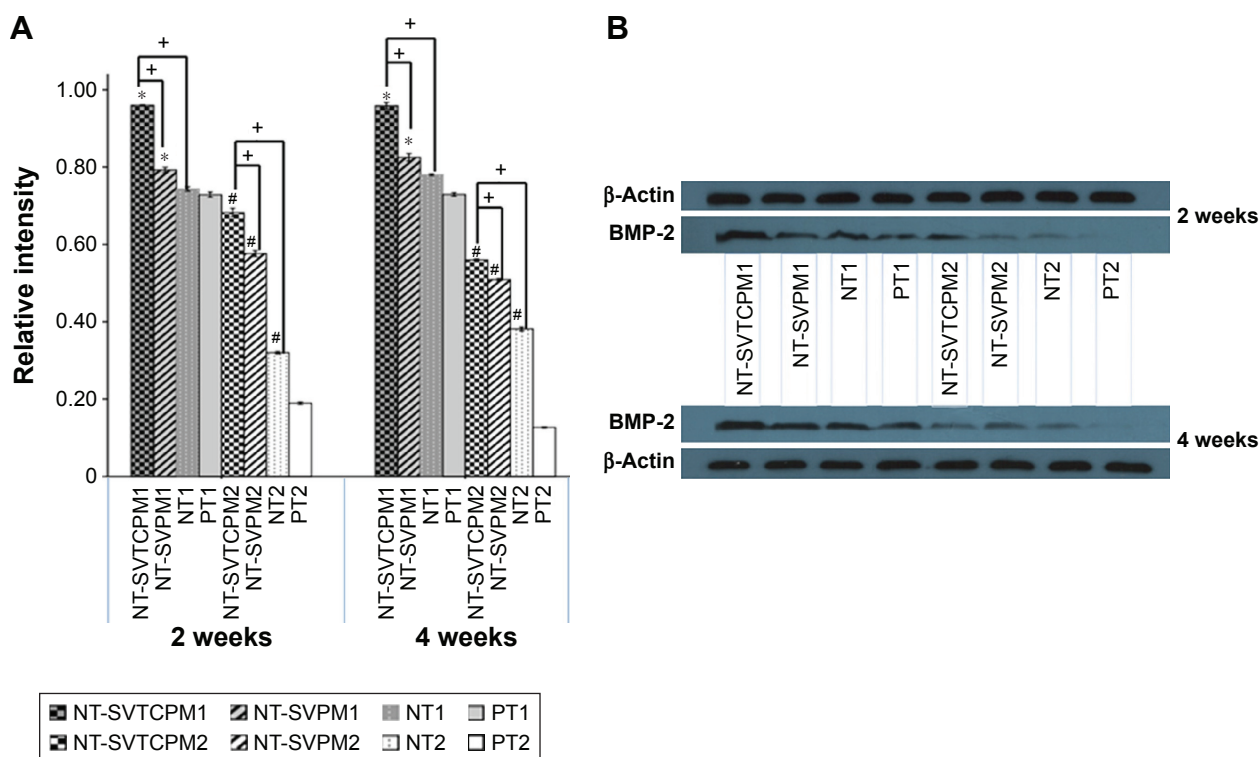 A
Relative intensity
1.00
0.80
0.60
0.40
0.20
0
+
+
+
+
+
+
+
+
*
*
#
#
#
*
*
#
#
#
NT-SVTCPM1
NT-SVPM1
NT1
PT1
NT-SVTCPM2
NT-SVPM2
NT2
PT2
NT-SVTCPM1
NT-SVPM1
NT1
PT1
NT-SVTCPM2
NT-SVPM2
NT2
PT2
2 weeks
4 weeks
NT-SVTCPM1 NT-SVPM1 NT1 PT1
NT-SVTCPM2 NT-SVPM2 NT2 PT2
B
β-Actin
BMP-2
2 weeks
NT-SVTCPM1
NT-SVPM1
NT1
PT1
NT-SVTCPM2
NT-SVPM2
NT2
PT2
BMP-2
β-Actin
4 weeks